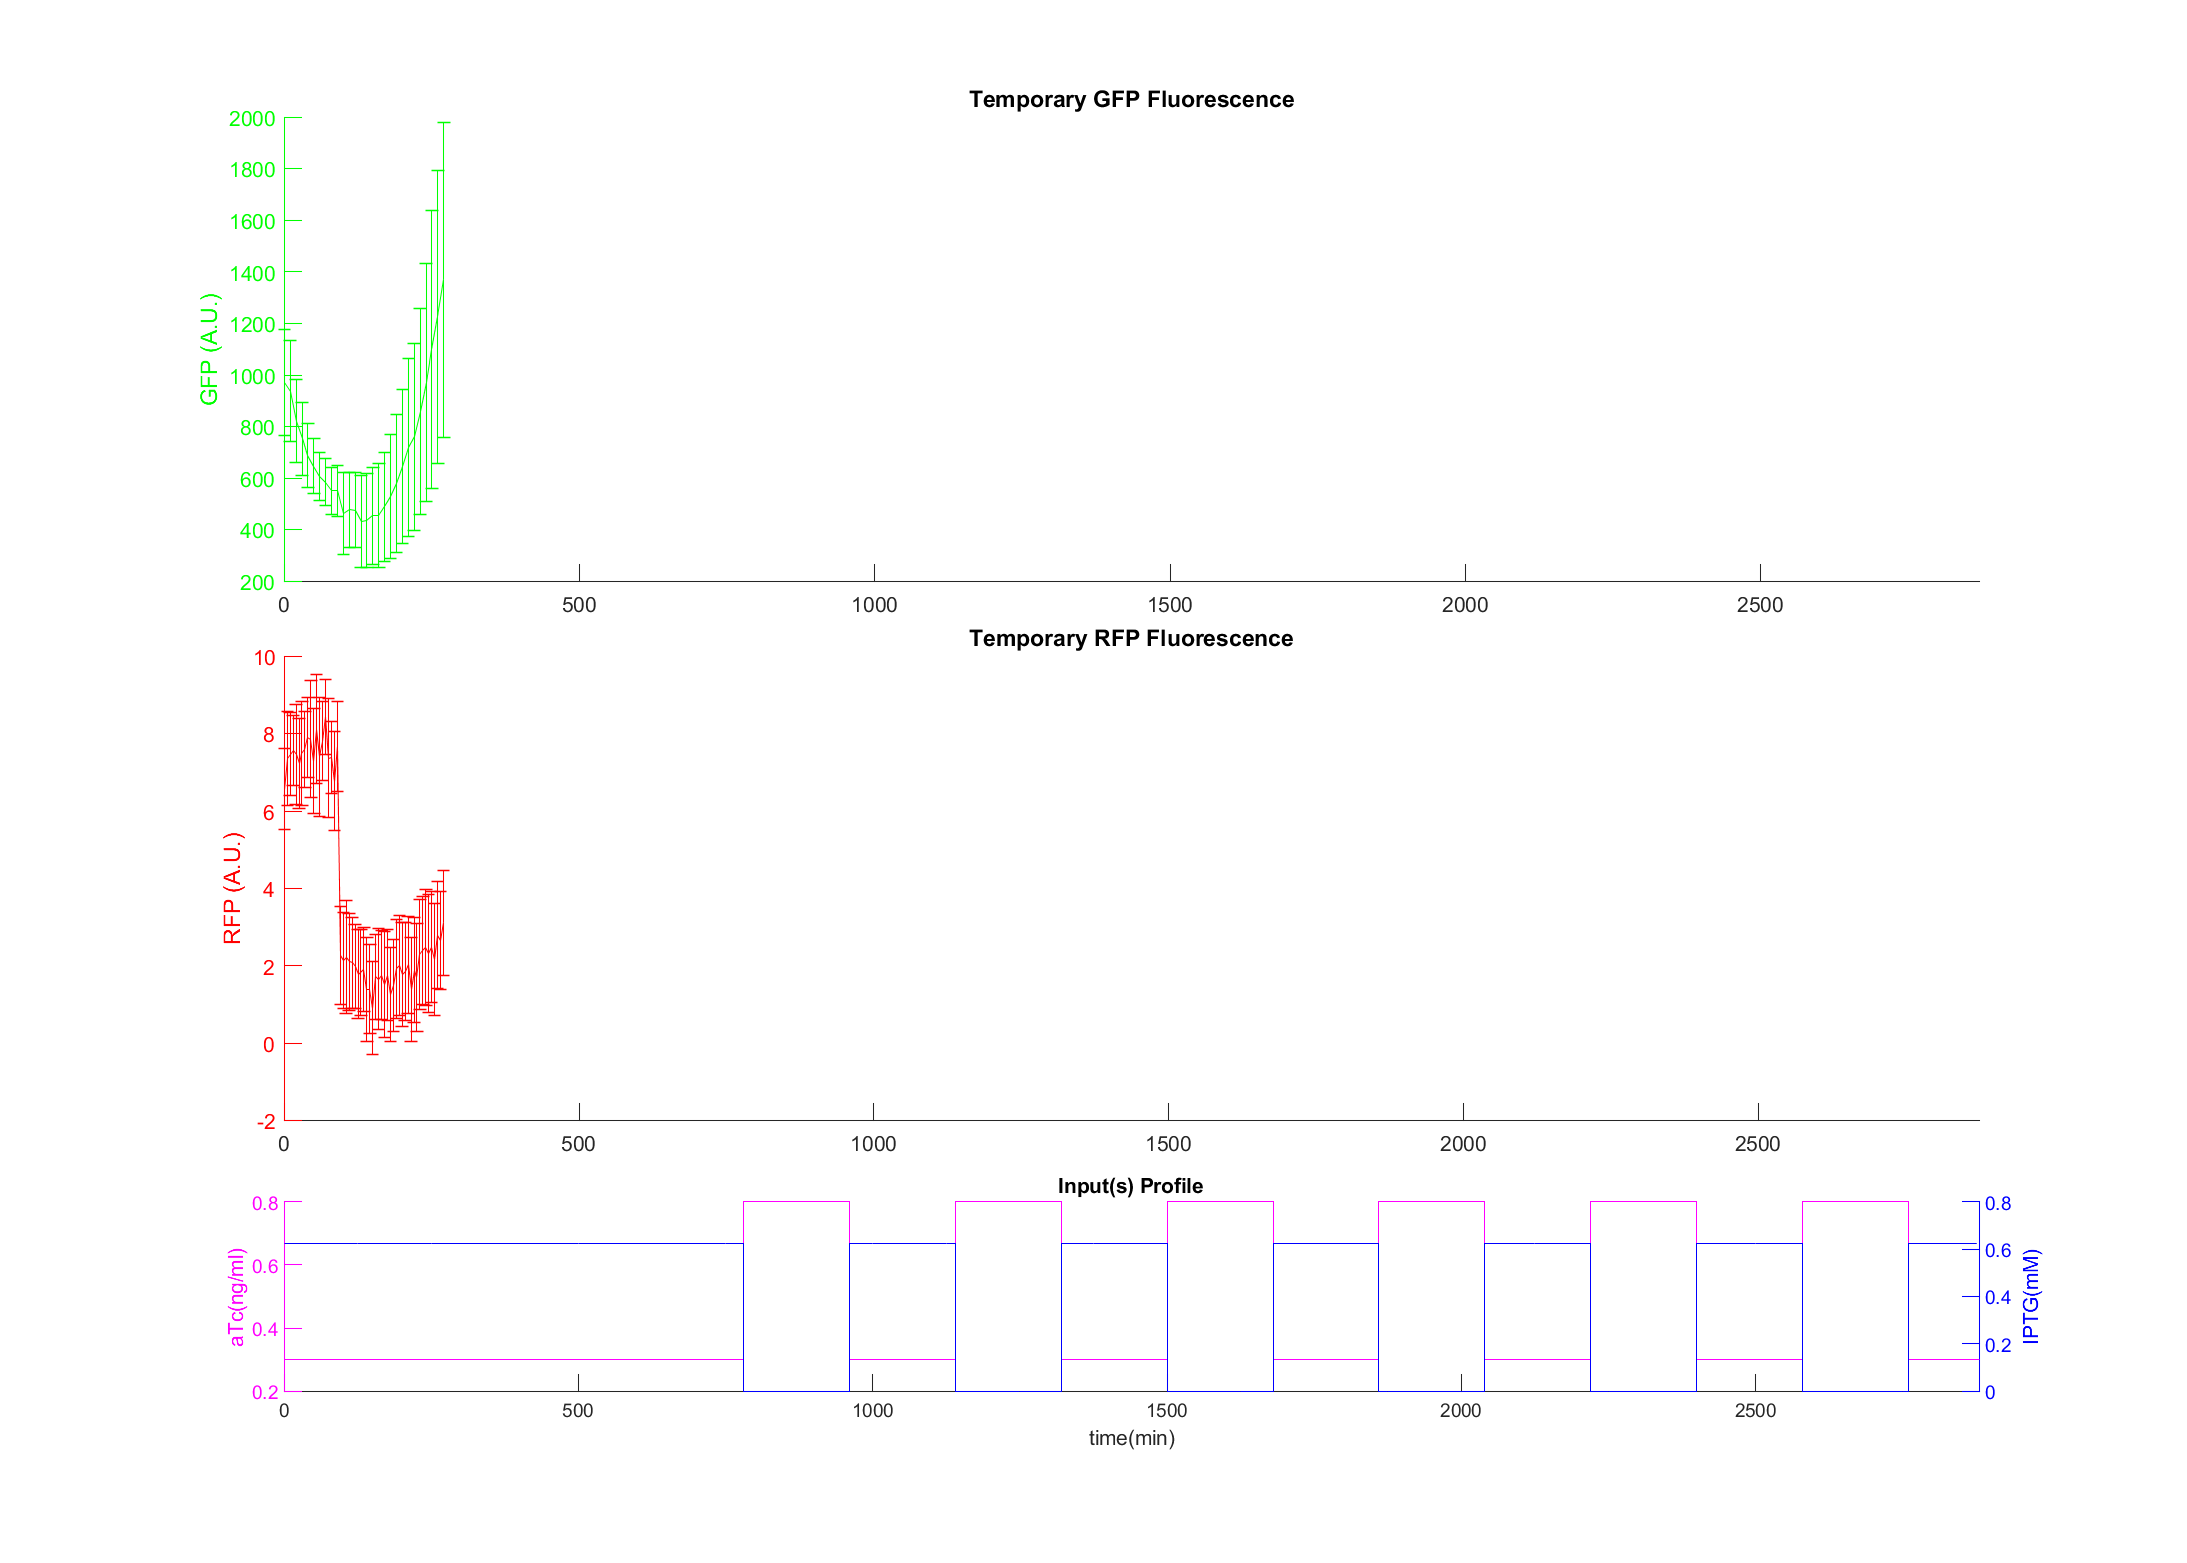 Temporary GFP Fluorescence
2000
1800
1600
1400
1200
1000
800
600
400
200
GFP (A.U.)
0 500 1000 1500 2000 2500
Temporary RFP Fluorescence
10
8
6
4
2
0
-2
RFP (A.U.)
0 500 1000 1500 2000 2500
Input(s) Profile
0.8
0.6
0.4
0.2
aTc(ng/ml)
0.8
0.6
0.4
0.2
0
IPTG(mM)
0 500 1000 1500 2000 2500
time(min)